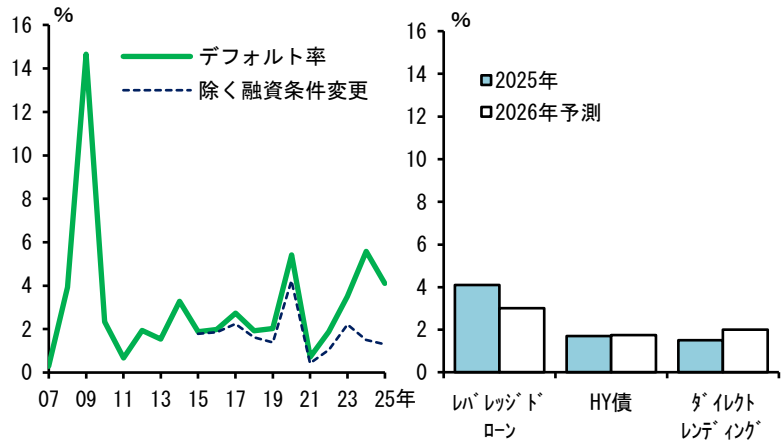 %
16
14
12
10
8
6
4
2
0
デフォルト率
除く融資条件変更
07 09 11 13 15 17 19 21 23 25年
%
16
14
12
10
8
6
4
2
0
2025年
2026年予測
ﾚﾊﾞﾚｯｼﾞﾄﾞ
ローン
HY債
ﾀﾞｲﾚｸﾄ
ﾚﾝﾃﾞｨﾝｸﾞ